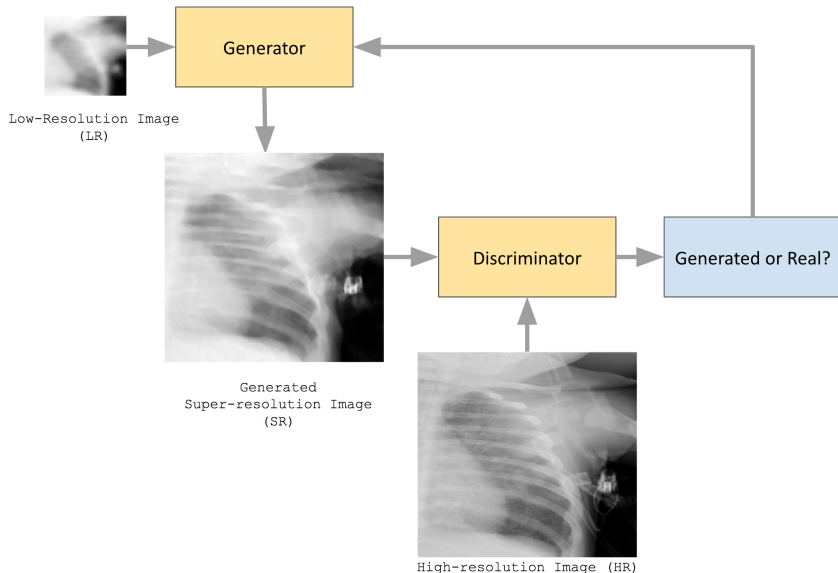 Generator
Low-Resolution Image
(LR)
Discriminator
Generated or Real?
Generated
Super-resolution Image
(SR)
High-resolution Image (HR)